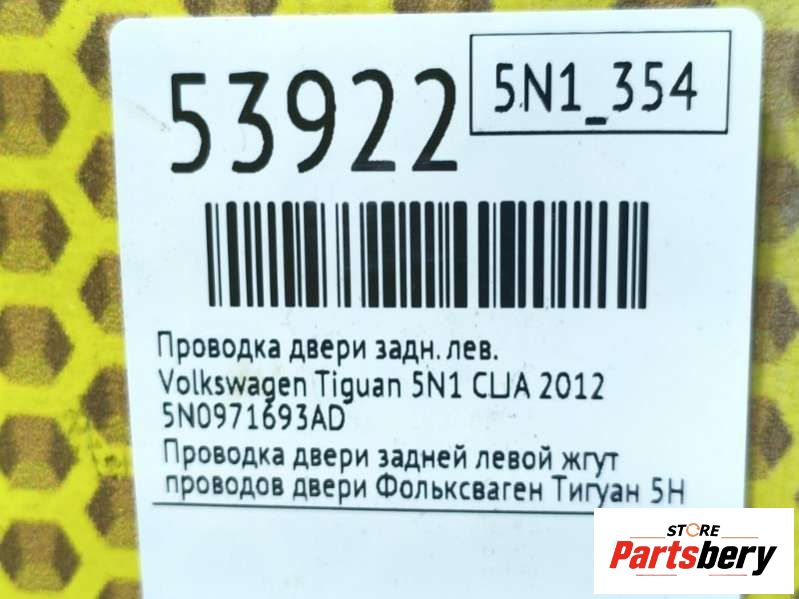 53922
5N1_354
Проводка двери задн. лев.
Volkswagen Tiguan 5N1 США 2012
5N0971693AD
Проводка двери задней левой жгут
проводов двери Фольксваген Тигуан 5Н
STORE
Partsbery